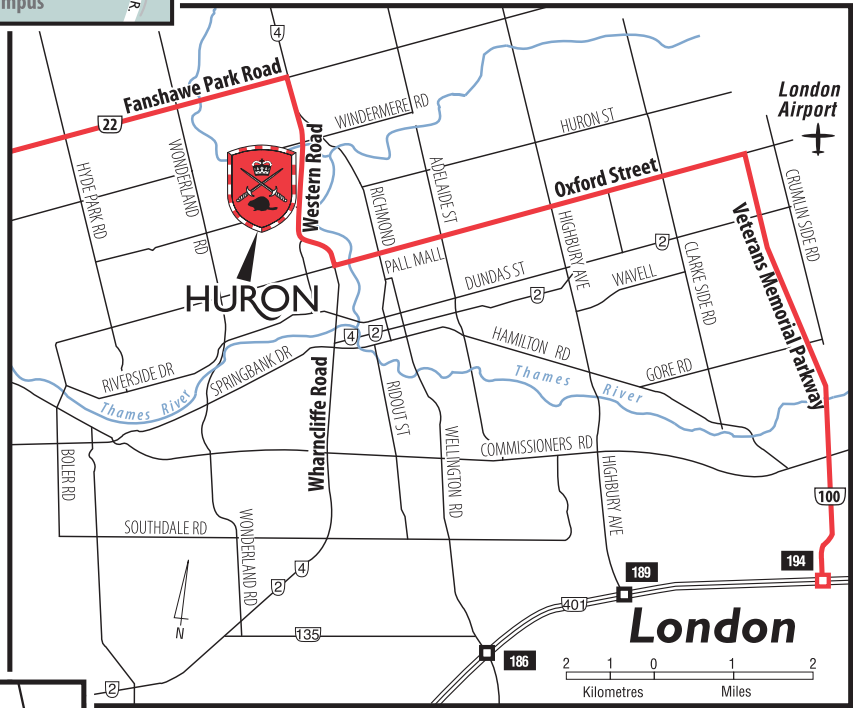 mpus
R.
4
Fanshawe Park Road
22
WINDERMERE RD
HURON ST
London
Airport
HYDE PARK RD
WONDERLAND RD
Western Road
RICHMOND
ADELAIDE ST
Oxford Street
CRUMLIN SIDE RD
HIGHBURY AVE
2
PALL MALL
Veterans Memorial Parkway
CLARKE SIDE RD
DUNDAS ST
WAVELL
2
HURON
4
2
HAMILTON RD
RIVERSIDE DR
SPRINGBANK DR
GORE RD
Thames River
Thames River
Wharncliffe Road
RIDOUT ST
WELLINGTON RD
COMMISSIONERS RD
BOLER RD
HIGHBURY AVE
100
SOUTHDALE RD
WONDERLAND RD
194
4
189
2
401
N
135
London
186
2 1 0 1 2
Kilometres Miles
2